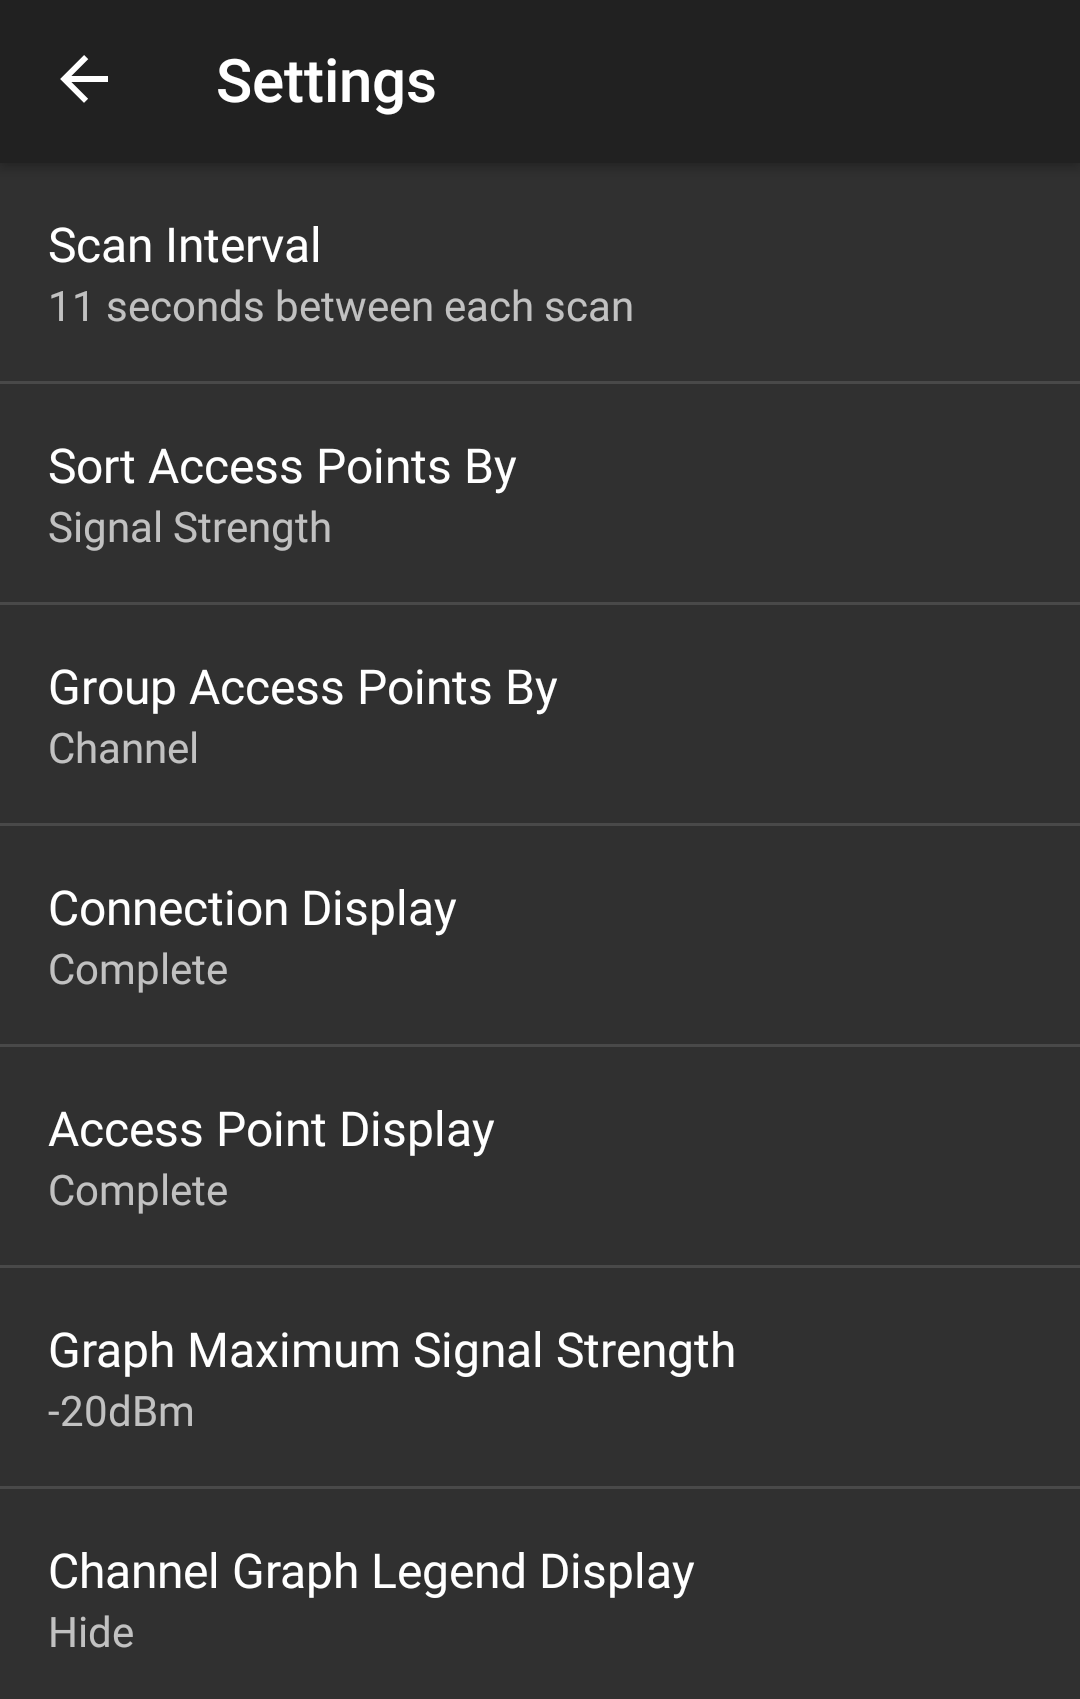 Settings
Scan Interval
11 seconds between each scan
Sort Access Points By
Signal Strength
Group Access Points By
Channel
Connection Display
Complete
Access Point Display
Complete
Graph Maximum Signal Strength
-20dBm
Channel Graph Legend Display
Hide